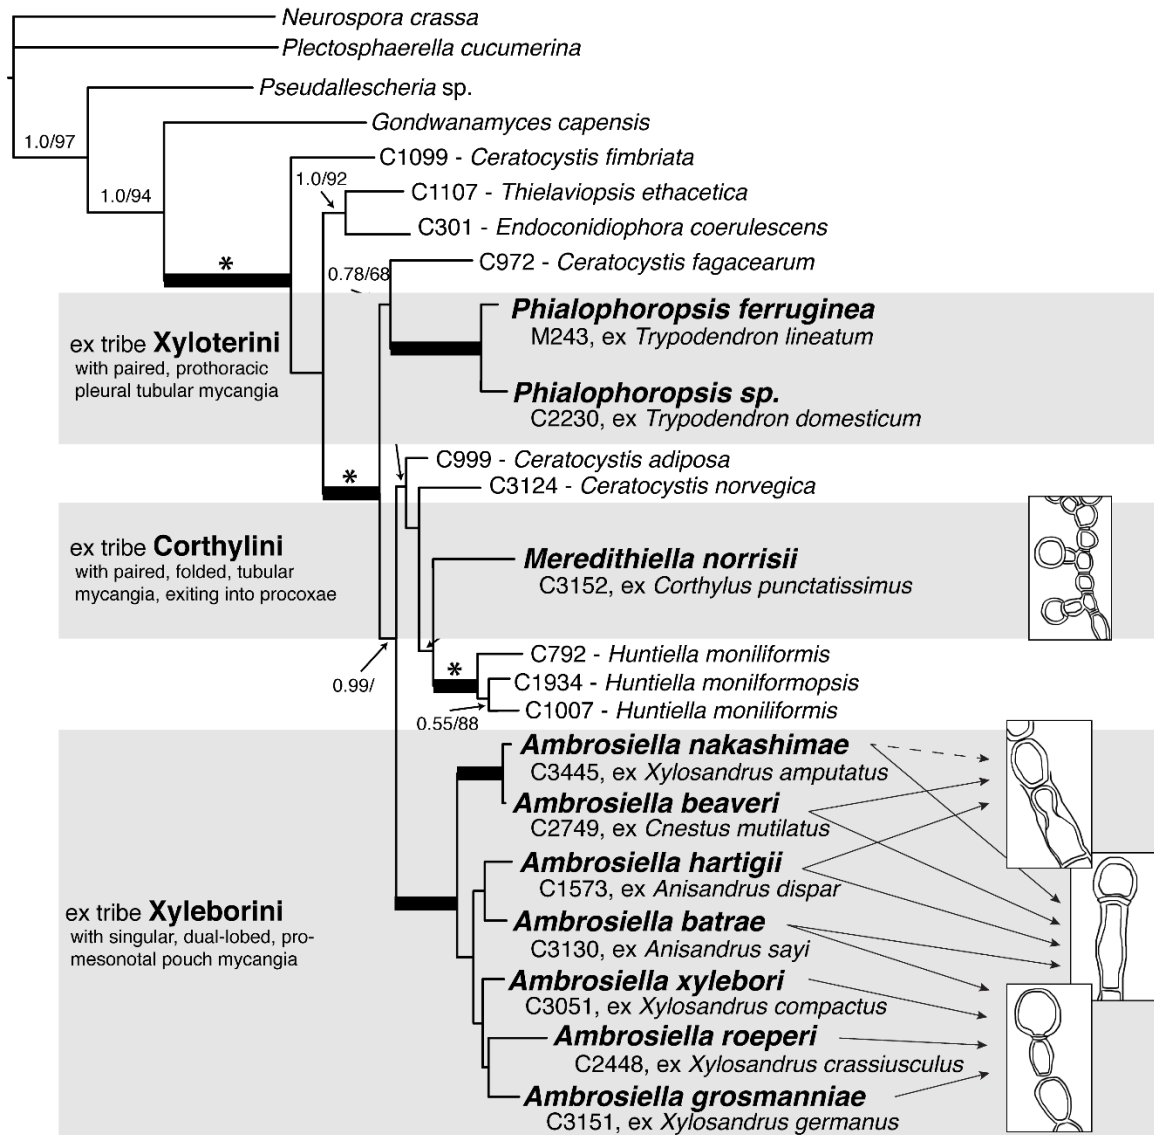 Neurospora crassa
Plectosphaerella cucumerina
Pseudallescheria sp.
1.0/97
Gondwanamyces capensis
1.0/94
C1099 - Ceratocystis fimbriata
1.0/92
C1107 - Thielaviopsis ethacetica
C301 - Endoconidiophora coerulescens
*
0.78/68
C972 - Ceratocystis fagacearum
ex tribe Xyloterini
with paired, prothoracic
pleural tubular mycangia
Phialophoropsis ferruginea
M243, ex Trypodendron lineatum
Phialophoropsis sp.
C2230, ex Trypodendron domesticum
*
C999 - Ceratocystis adiposa
C3124 - Ceratocystis norvegica
ex tribe Corthylini
with paired, folded, tubular
mycangia, exiting into procoxae
Meredithiella norrisii
C3152, ex Corthylus punctatissimus
0.99/
*
C792 - Huntiella moniliformis
C1934 - Huntiella monilformopsis
C1007 - Huntiella moniliformis
0.55/88
ex tribe Xyleborini
with singular, dual-lobed, pro-
mesonotal pouch mycangia
Ambrosiella nakashimae
C3445, ex Xylosandrus amputatus
Ambrosiella beaveri
C2749, ex Cnestus mutilatus
Ambrosiella hartigii
C1573, ex Anisandrus dispar
Ambrosiella batrae
C3130, ex Anisandrus sayi
Ambrosiella xylebori
C3051, ex Xylosandrus compactus
Ambrosiella roeperi
C2448, ex Xylosandrus crassiusculus
Ambrosiella grosmanniae
C3151, ex Xylosandrus germanus